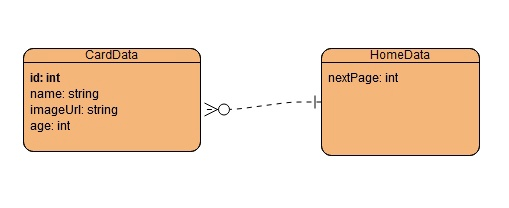 CardData
id: int
name: string
imageUrl: string
age: int
HomeData
nextPage: int